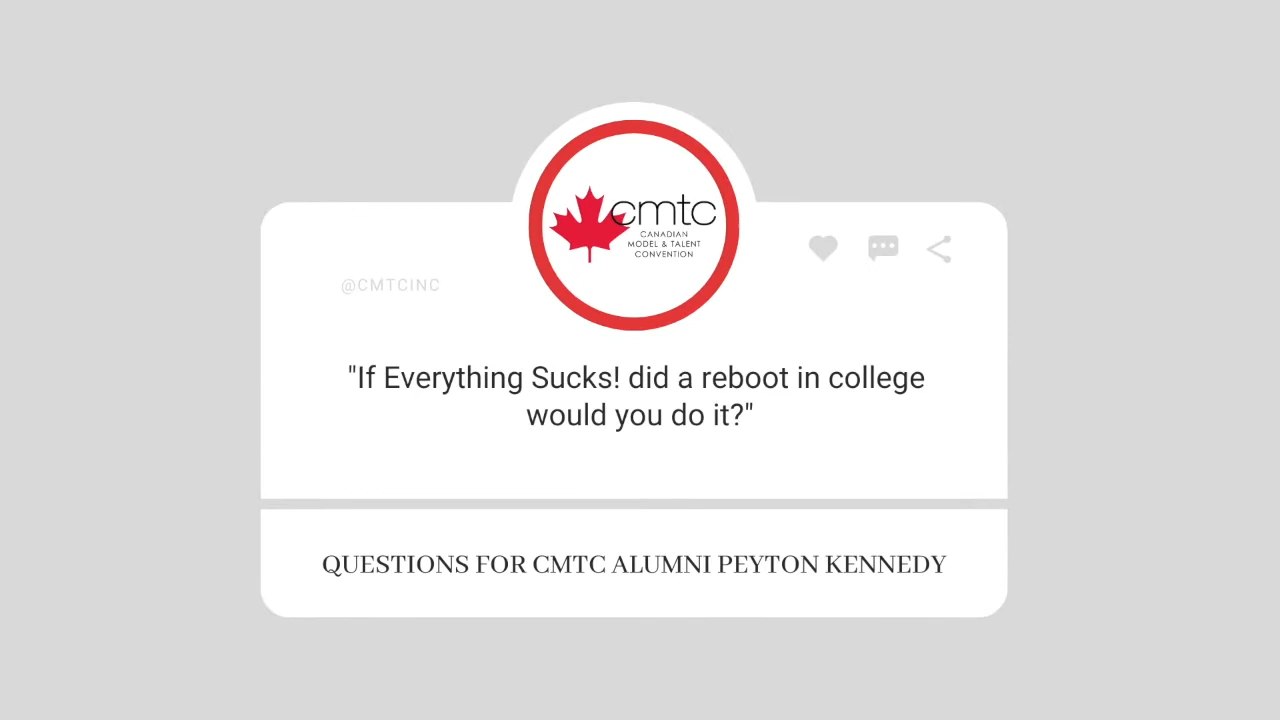 cmtc
CANADIAN
MODEL & TALENT
CONVENTION
@CMTCINC
"If Everything Sucks! did a reboot in college
would you do it?"
QUESTIONS FOR CMTC ALUMNI PEYTON KENNEDY